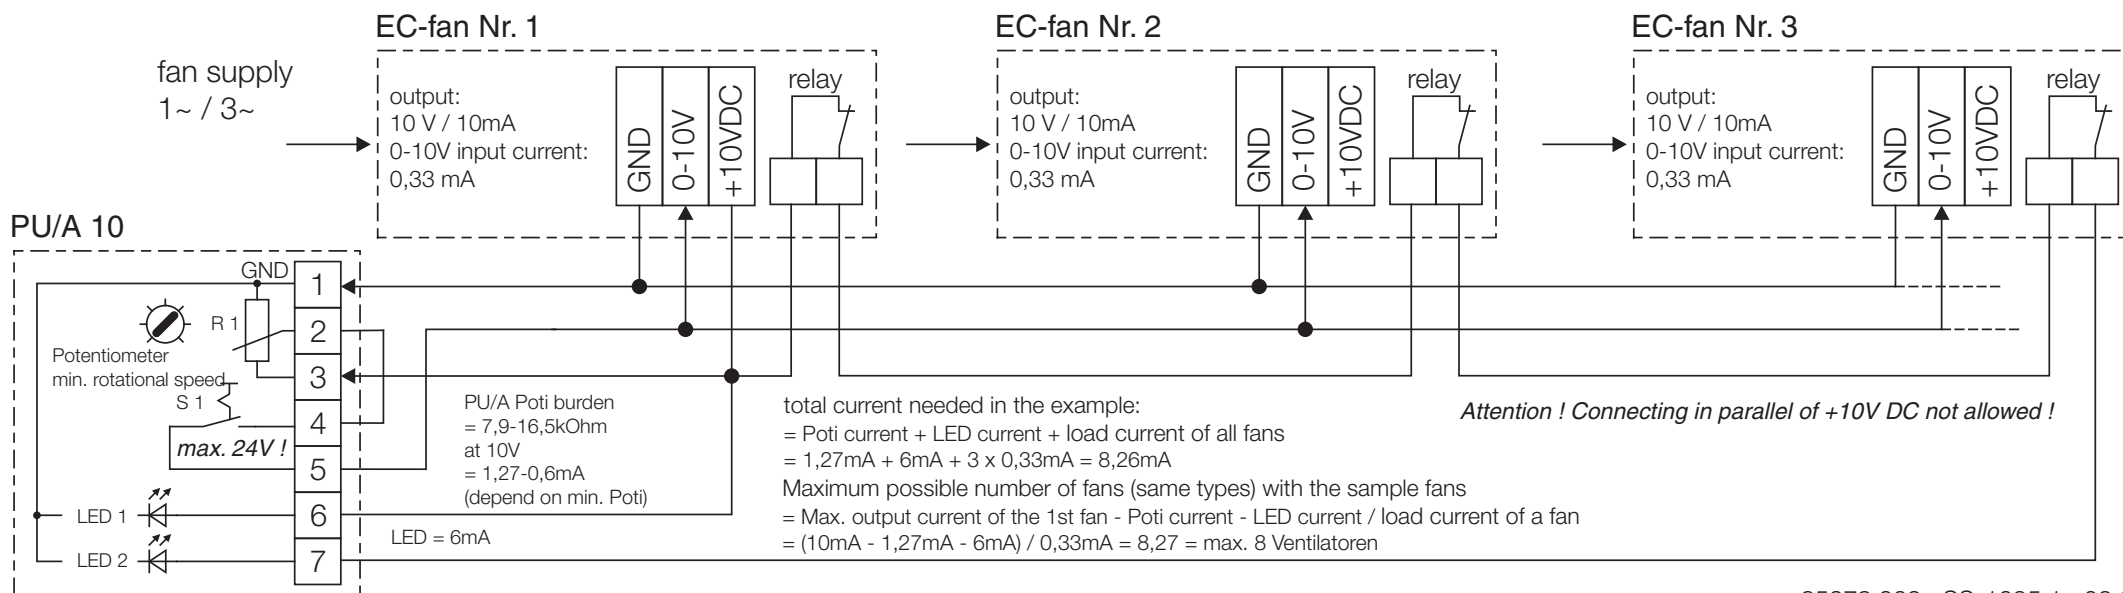 EC-fan Nr. 1
EC-fan Nr. 2
EC-fan Nr. 3
fan supply
1~ / 3~
output:
10 V / 10mA
0-10V input current:
0,33 mA
GND
0-10V
+10VDC
relay
output:
10 V / 10mA
0-10V input current:
0,33 mA
GND
0-10V
+10VDC
relay
output:
10 V / 10mA
0-10V input current:
0,33 mA
GND
0-10V
+10VDC
relay
PU/A 10
GND
1
R 1
2
Potentiometer
min. rotational speed
3
S 1
4
max. 24V !
5
LED 1
6
LED 2
7
PU/A Poti burden
= 7,9-16,5kOhm
at 10V
= 1,27-0,6mA
(depend on min. Poti)
LED = 6mA
total current needed in the example:
= Poti current + LED current + load current of all fans
= 1,27mA + 6mA + 3 x 0,33mA = 8,26mA
Maximum possible number of fans (same types) with the sample fans
= Max. output current of the 1st fan - Poti current - LED current / load current of a fan
= (10mA - 1,27mA - 6mA) / 0,33mA = 8,27 = max. 8 Ventilatoren
Attention ! Connecting in parallel of +10V DC not allowed !